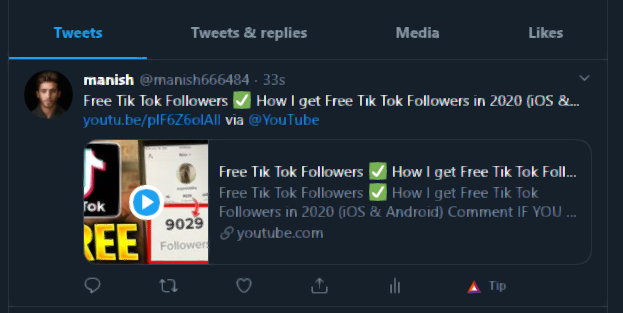 Tweets Tweets & replies Media Likes
manish @manish666484 · 33s
Free Tik Tok Followers ✅ How I get Free Tik Tok Followers in 2020 (iOS &...
youtu.be/pIF6Z6olAII via @YouTube
Tok
REE
9029
Followers
Free Tik Tok Followers ✅ How I get Free Tik Tok Foll...
Free Tik Tok Followers ✅ How I get Free Tik Tok
Followers in 2020 (iOS & Android) Comment IF YOU ...
youtube.com
Tip